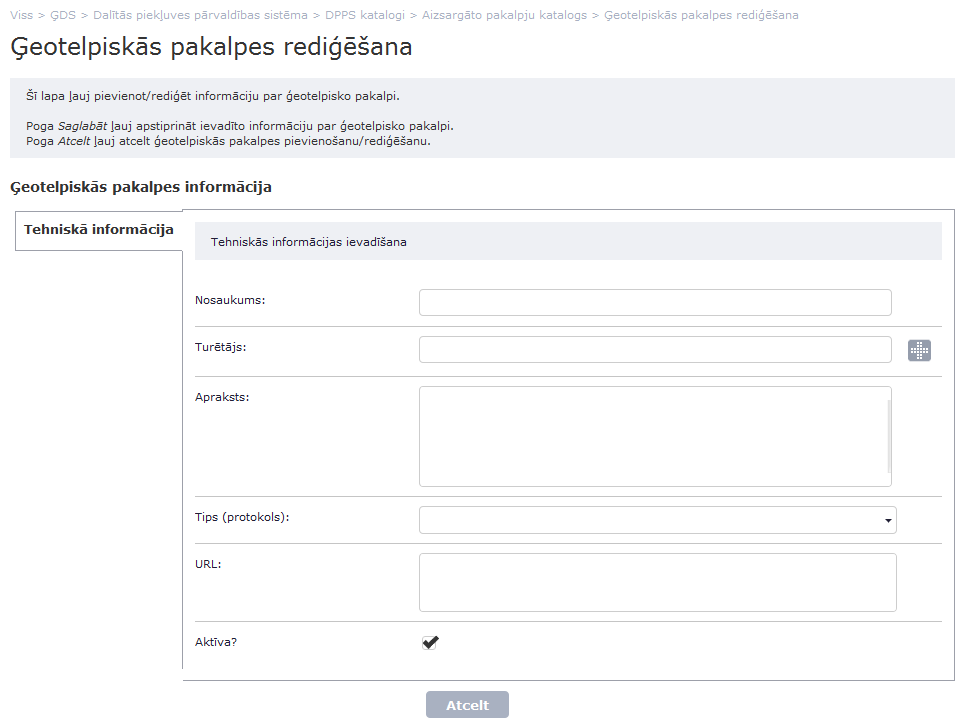 Viss > ĢDS > Dalītās piekļuves pārvaldības sistēma > DPPS katalogi > Aizsargāto pakalpju katalogs > Ģeotelpiskās pakalpes rediģēšana
Ģeotelpiskās pakalpes rediģēšana
Šī lapa ļauj pievienot/rediģēt informāciju par ģeotelpisko pakalpi.
Poga Saglabāt ļauj apstiprināt ievadīto informāciju par ģeotelpisko pakalpi.
Poga Atcelt ļauj atcelt ģeotelpiskās pakalpes pievienošanu/rediģēšanu.
Ģeotelpiskās pakalpes informācija
Tehniskā informācija
Tehniskās informācijas ievadīšana
Nosaukums:
Turētājs:
Apraksts:
Tips (protokols):
URL:
Aktīva?
Atcelt